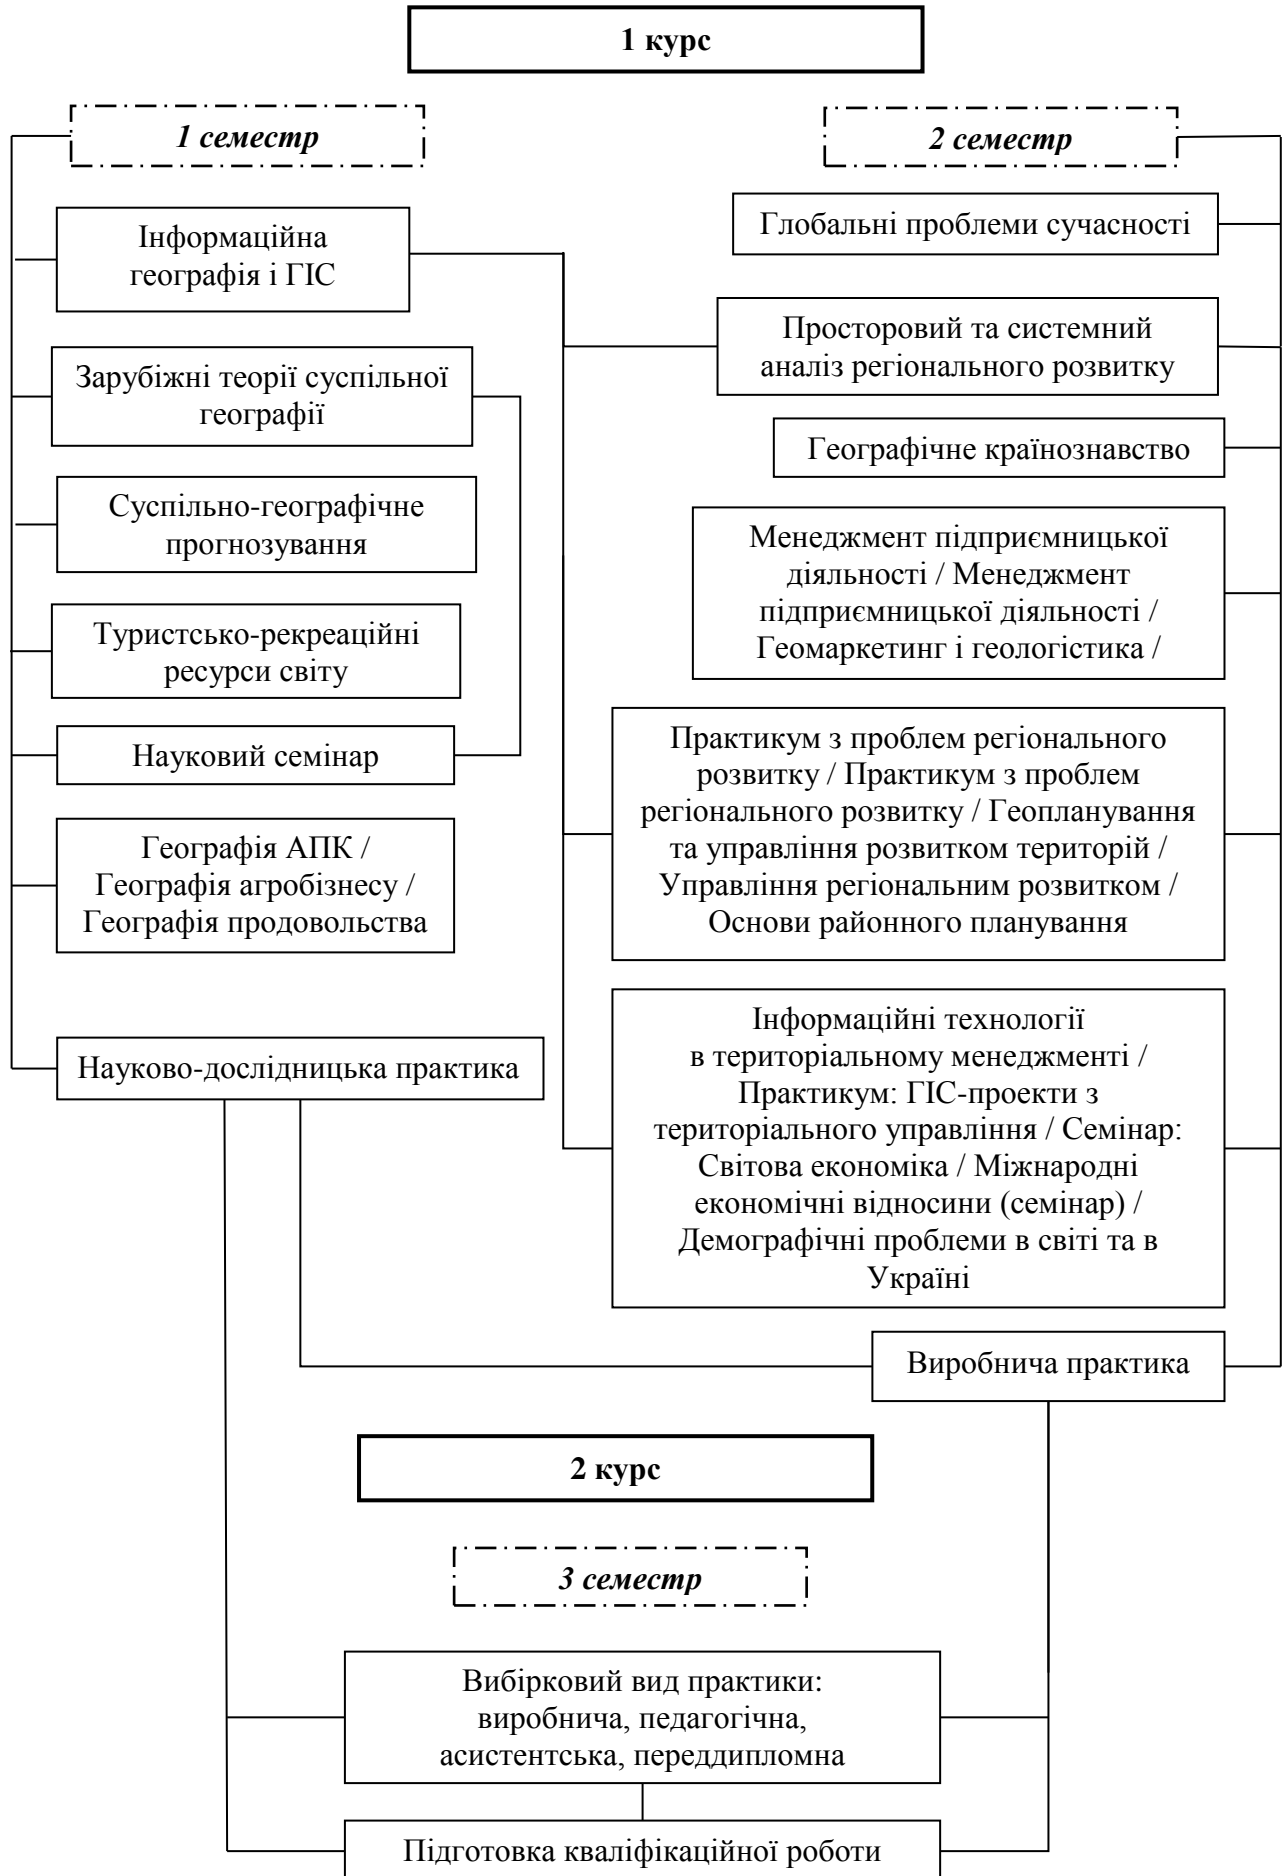 1 курс
1 семестр
Інформаційна
географія і ГІС
Зарубіжні теорії суспільної
географії
Суспільно-географічне
прогнозування
Туристсько-рекреаційні
ресурси світу
Науковий семінар
Географія АПК /
Географія агробізнесу /
Географія продовольства
Науково-дослідницька практика
2 семестр
Глобальні проблеми сучасності
Просторовий та системний
аналіз регіонального розвитку
Географічне країнознавство
Менеджмент підприємницької
діяльності / Менеджмент
підприємницької діяльності /
Геомаркетинг і геологістика /
Практикум з проблем регіонального
розвитку / Практикум з проблем
регіонального розвитку / Геопланування
та управління розвитком територій /
Управління регіональним розвитком /
Основи районного планування
Інформаційні технології
в територіальному менеджменті /
Практикум: ГІС-проекти з
територіального управління / Семінар:
Світова економіка / Міжнародні
економічні відносини (семінар) /
Демографічні проблеми в світі та в
Україні
Виробнича практика
2 курс
3 семестр
Вибірковий вид практики:
виробнича, педагогічна,
асистентська, переддипломна
Підготовка кваліфікаційної роботи